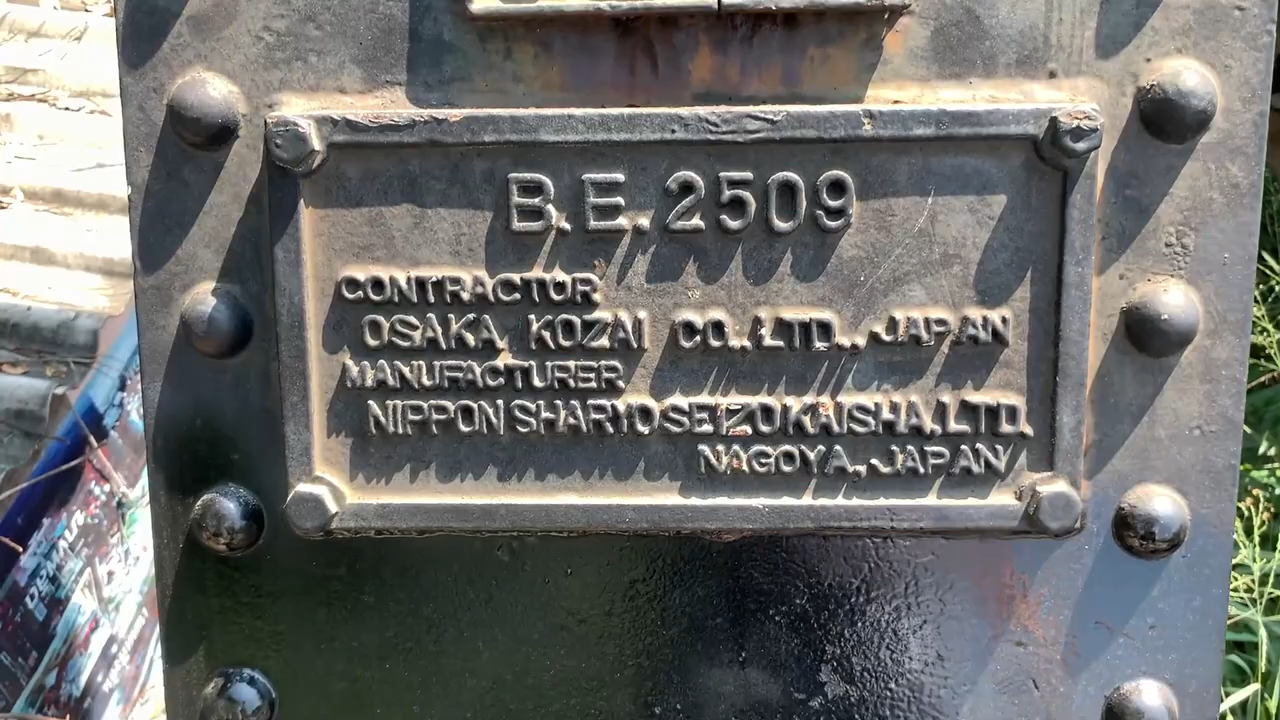 B.E. 2509
CONTRACTOR
OSAKA KOZAI CO., LTD., JAPAN
MANUFACTURER
NIPPON SHARYO SEIZO KAISHA, LTD.
NAGOYA, JAPAN